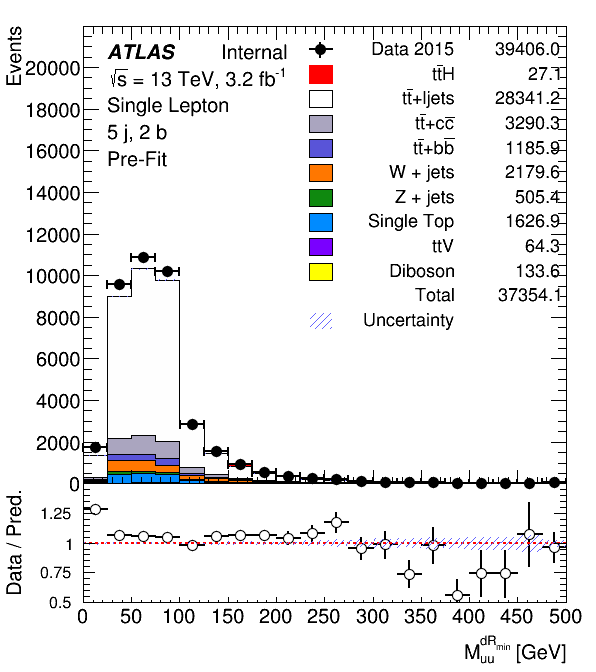 Events
20000
18000
16000
14000
12000
10000
8000
6000
4000
2000
0
ATLAS Internal
√s = 13 TeV, 3.2 fb⁻¹
Single Lepton
5 j, 2 b
Pre-Fit
Data 2015 39406.0
tt̄H 27.1
tt̄+ljets 28341.2
tt̄+cc̄ 3290.3
tt̄+bb̄ 1185.9
W + jets 2179.6
Z + jets 505.4
Single Top 1626.9
ttV 64.3
Diboson 133.6
Total 37354.1
Uncertainty
Data / Pred.
1.25
1
0.75
0.5
0 50 100 150 200 250 300 350 400 450 500
M_uu^dR_min [GeV]